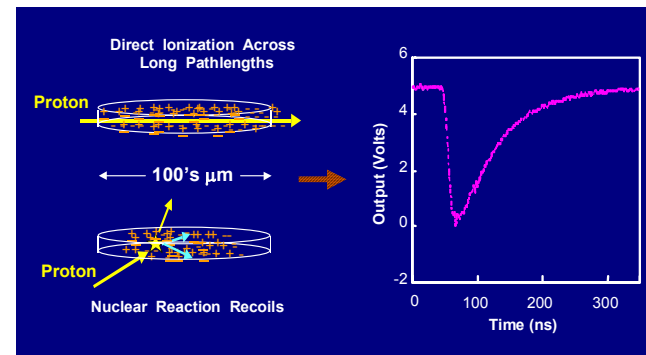 Direct Ionization Across
Long Pathlengths
Proton
100's µm
Proton
Nuclear Reaction Recoils
6
4
2
0
-2
Output (Volts)
0 100 200 300
Time (ns)